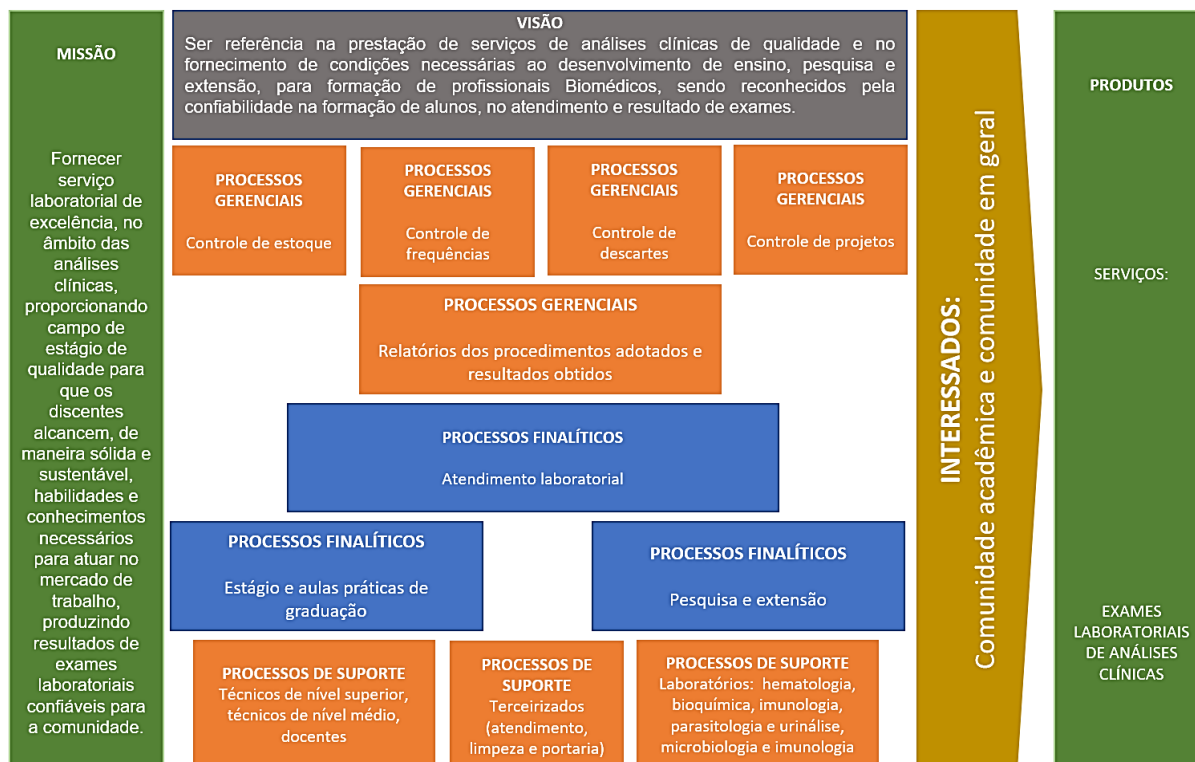 MISSÃO
Fornecer
serviço
laboratorial de
excelência, no
âmbito das
análises
clínicas,
proporcionando
campo de
estágio de
qualidade para
que os
discentes
alcancem, de
maneira sólida e
sustentável,
habilidades e
conhecimentos
necessários
para atuar no
mercado de
trabalho,
produzindo
resultados de
exames
laboratoriais
confiáveis para
a comunidade.
VISÃO
Ser referência na prestação de serviços de análises clínicas de qualidade e no
fornecimento de condições necessárias ao desenvolvimento de ensino, pesquisa e
extensão, para formação de profissionais Biomédicos, sendo reconhecidos pela
confiabilidade na formação de alunos, no atendimento e resultado de exames.
PROCESSOS
GERENCIAIS
Controle de estoque
PROCESSOS
GERENCIAIS
Controle de
frequências
PROCESSOS
GERENCIAIS
Controle de
descartes
PROCESSOS
GERENCIAIS
Controle de projetos
PROCESSOS GERENCIAIS
Relatórios dos procedimentos adotados e
resultados obtidos
PROCESSOS FINALÍTICOS
Atendimento laboratorial
PROCESSOS FINALÍTICOS
Estágio e aulas práticas de
graduação
PROCESSOS FINALÍTICOS
Pesquisa e extensão
PROCESSOS DE SUPORTE
Técnicos de nível superior,
técnicos de nível médio,
docentes
PROCESSOS DE
SUPORTE
Terceirizados
(atendimento,
limpeza e portaria)
PROCESSOS DE SUPORTE
Laboratórios: hematologia,
bioquímica, imunologia,
parasitologia e urinálise,
microbiologia e imunologia
INTERESSADOS:
Comunidade acadêmica e comunidade em geral
PRODUTOS
SERVIÇOS:
EXAMES
LABORATORIAIS
DE ANÁLISES
CLÍNICAS